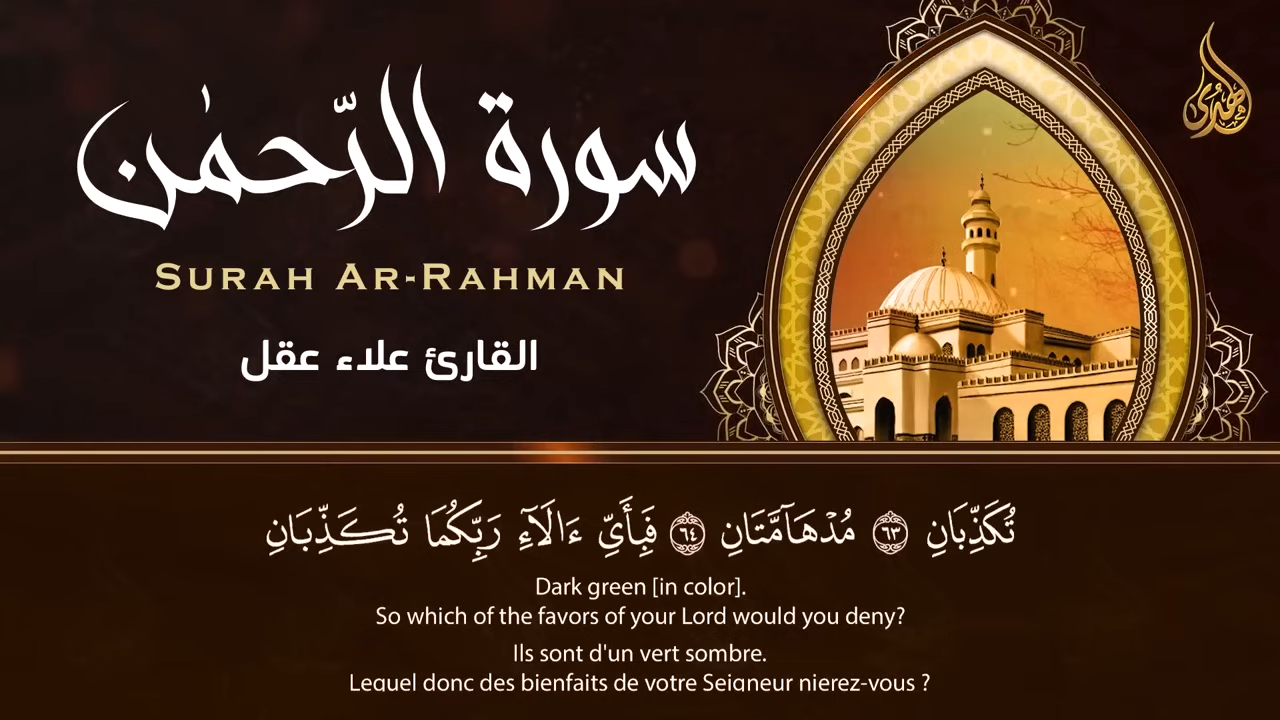 سورة الرّحمٰن
هدى
SURAH AR-RAHMAN
القارئ علاء عقل
تُكَذِّبَانِ ٦٣ مُدْهَآمَّتَانِ ٦٤ فَبِأَيِّ ءَالَآءِ رَبِّكُمَا تُكَذِّبَانِ
Dark green [in color].
So which of the favors of your Lord would you deny?
Ils sont d'un vert sombre.
Lequel donc des bienfaits de votre Seigneur nierez-vous ?